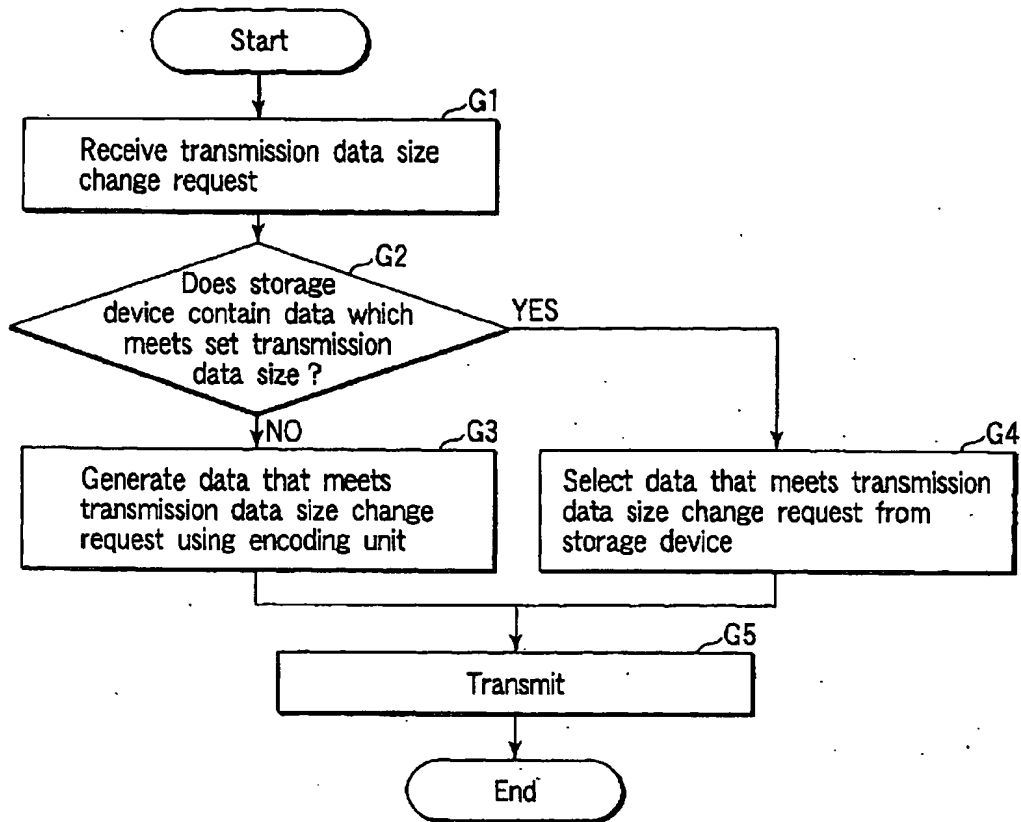 Start
G1
Receive transmission data size
change request
G2
Does storage
device contain data which
meets set transmission
data size ?
YES
NO
G3
Generate data that meets
transmission data size change
request using encoding unit
G4
Select data that meets transmission
data size change request from
storage device
G5
Transmit
End